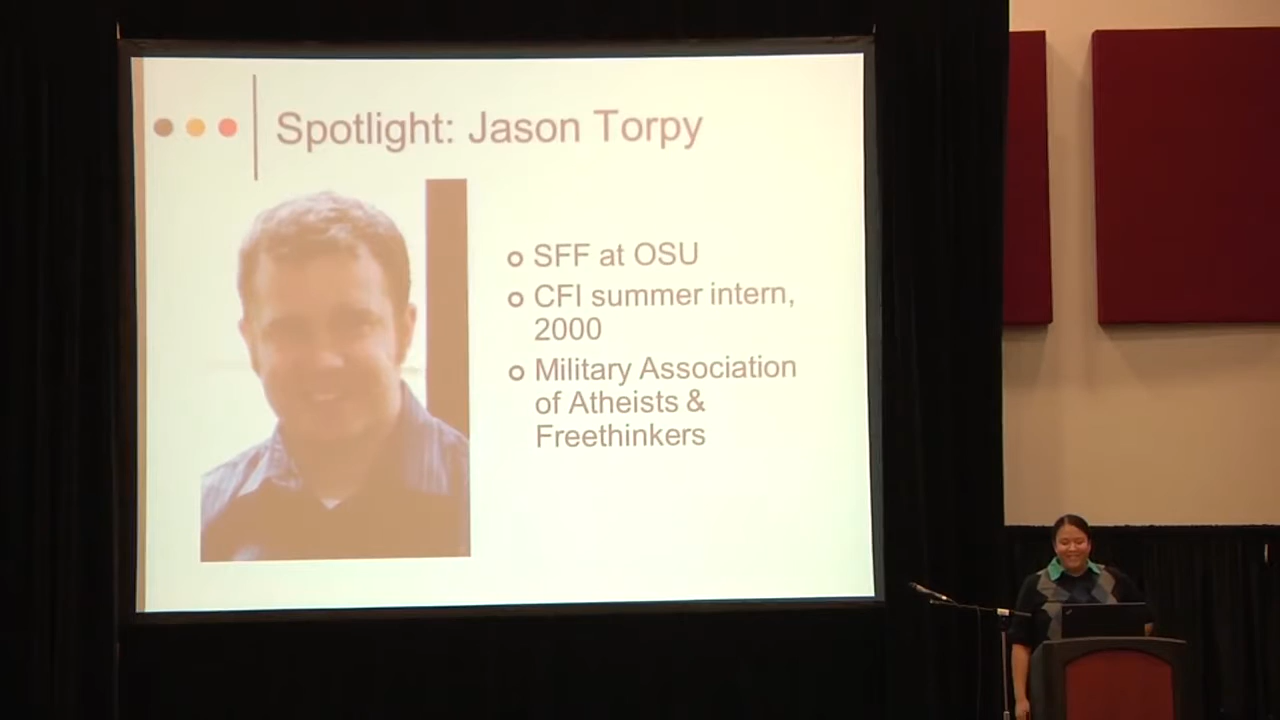 Spotlight: Jason Torpy
SFF at OSU
CFI summer intern,
2000
Military Association
of Atheists &
Freethinkers